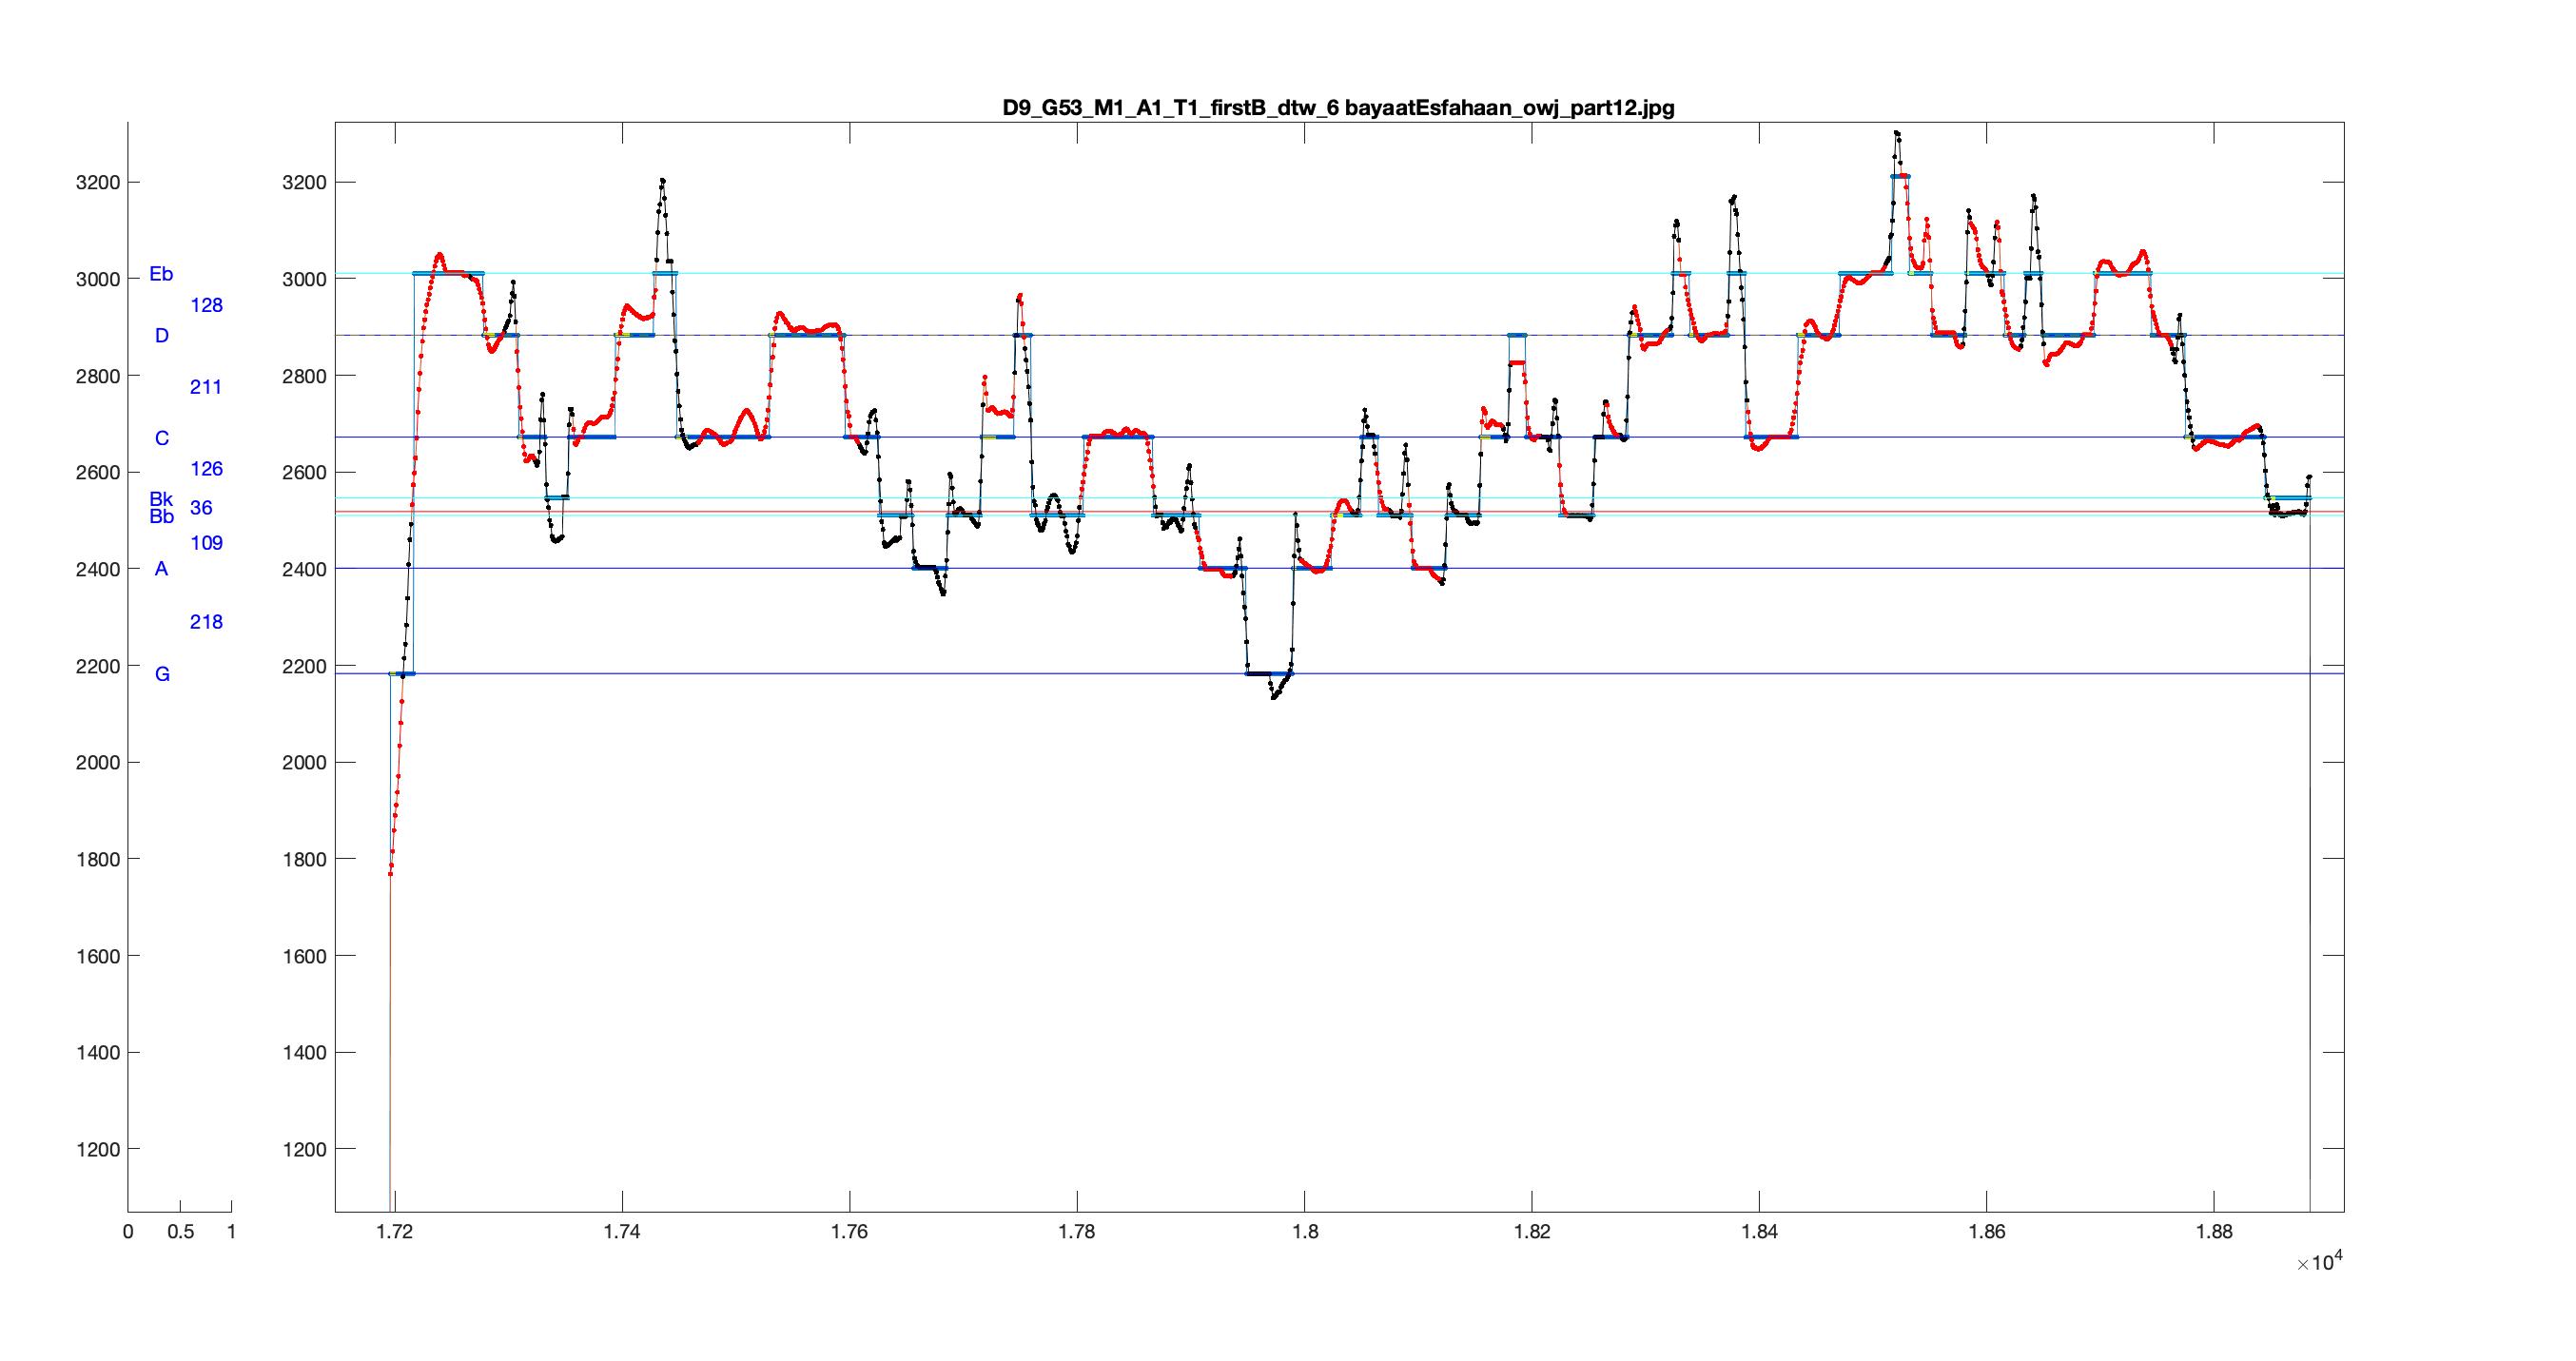 D9_G53_M1_A1_T1_firstB_dtw_6 bayaatEsfahaan_owj_part12.jpg
3200 3200
3000 Eb 3000
128
D
2800 211 2800
C
2600 126 2600
Bk 36
Bb
109
2400 A 2400
218
2200 G 2200
2000 2000
1800 1800
1600 1600
1400 1400
1200 1200
0 0.5 1 1.72 1.74 1.76 1.78 1.8 1.82 1.84 1.86 1.88
×10^4